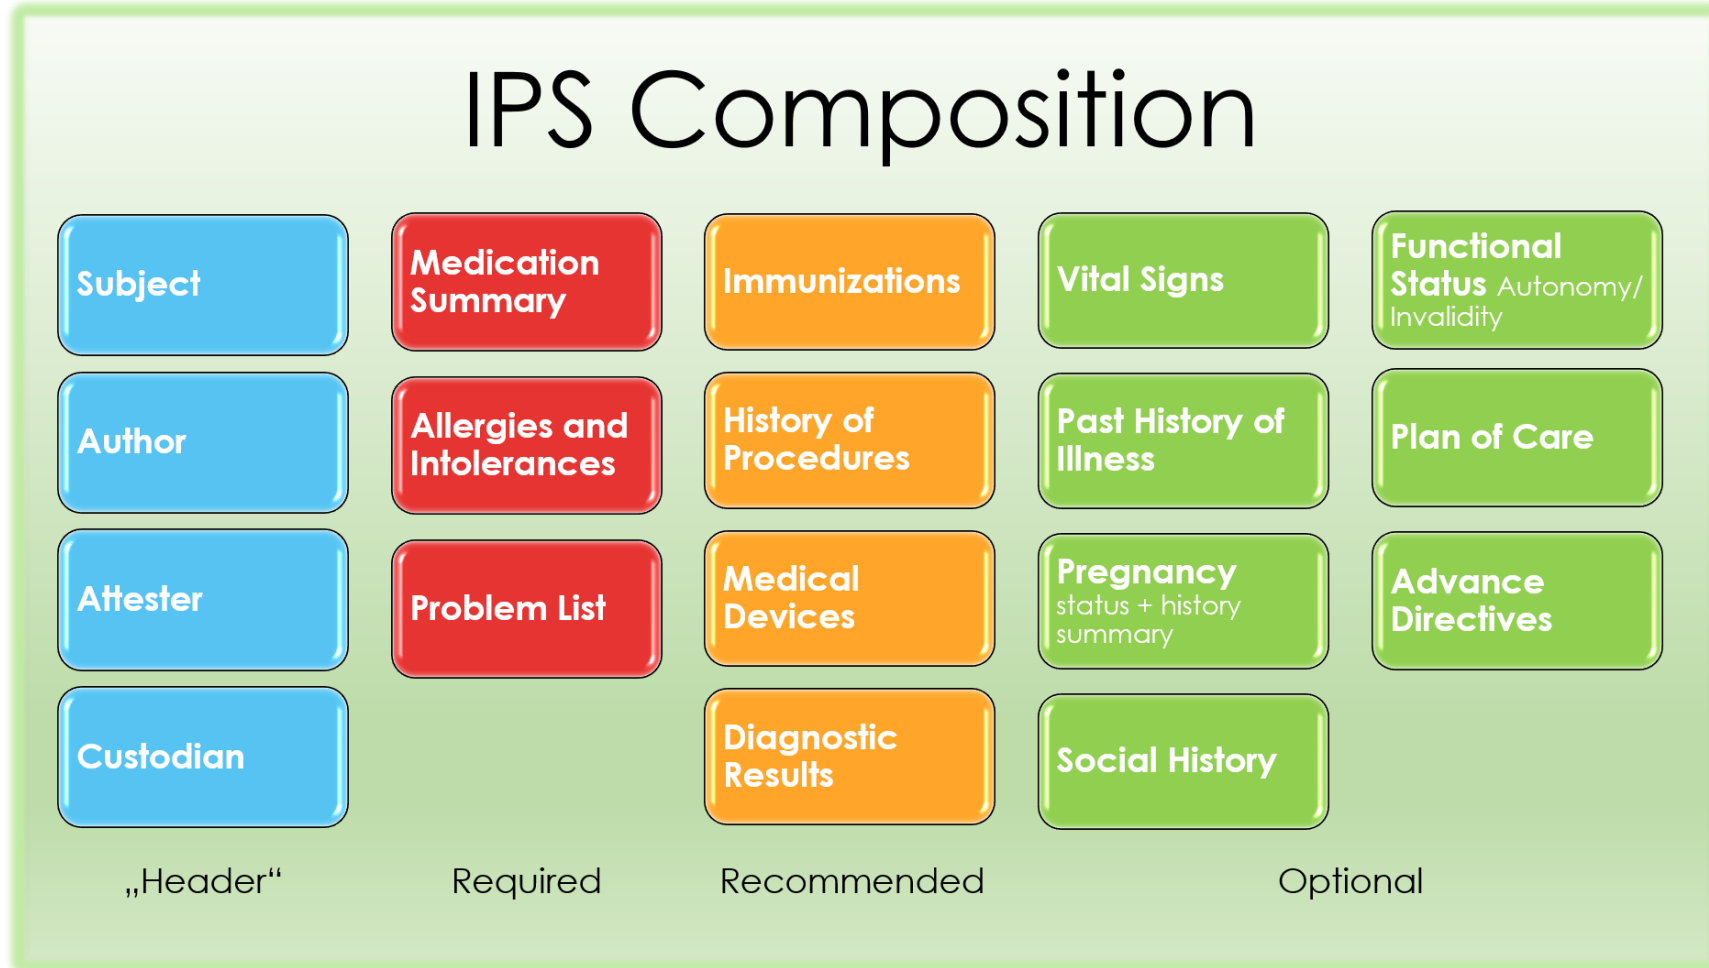 IPS Composition
Subject
Author
Attester
Custodian
„Header“
Medication
Summary
Allergies and
Intolerances
Problem List
Required
Immunizations
History of
Procedures
Medical
Devices
Diagnostic
Results
Recommended
Vital Signs
Past History of
Illness
Pregnancy
status + history
summary
Social History
Functional
Status Autonomy/
Invalidity
Plan of Care
Advance
Directives
Optional